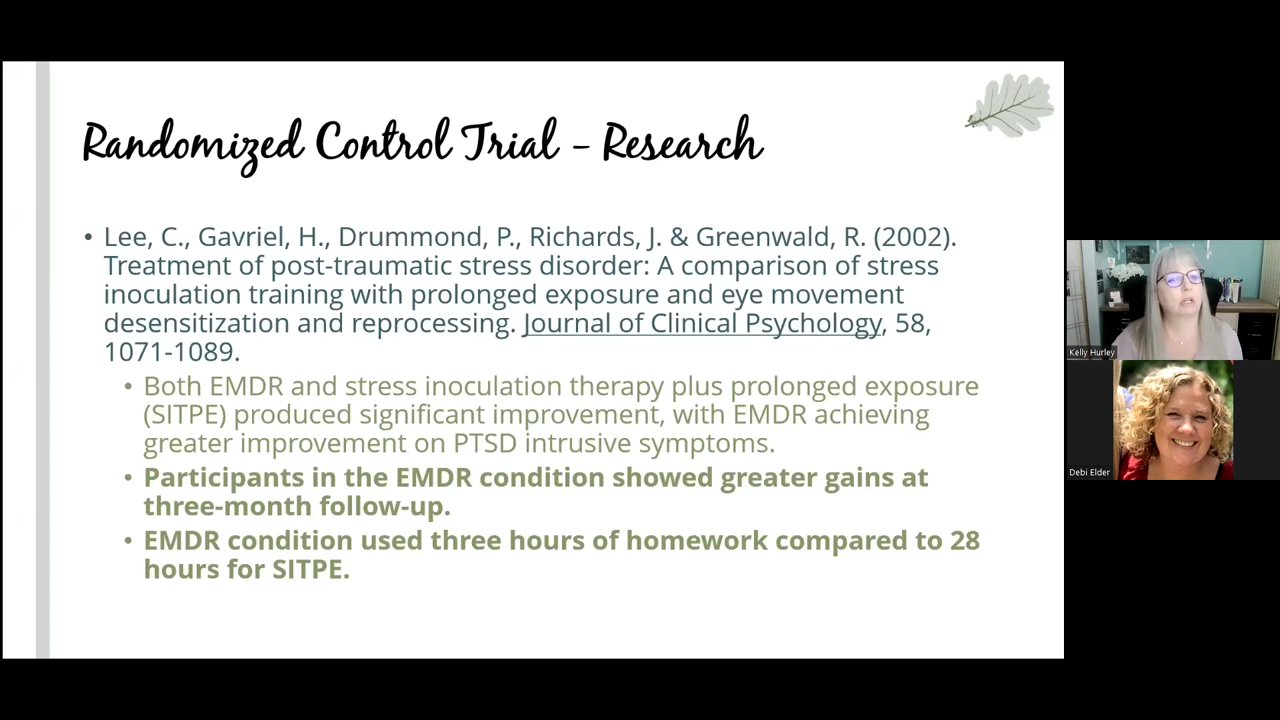 Randomized Control Trial – Research
• Lee, C., Gavriel, H., Drummond, P., Richards, J. & Greenwald, R. (2002).
Treatment of post-traumatic stress disorder: A comparison of stress
inoculation training with prolonged exposure and eye movement
desensitization and reprocessing. Journal of Clinical Psychology, 58,
1071-1089.
• Both EMDR and stress inoculation therapy plus prolonged exposure
(SITPE) produced significant improvement, with EMDR achieving
greater improvement on PTSD intrusive symptoms.
• Participants in the EMDR condition showed greater gains at
three-month follow-up.
• EMDR condition used three hours of homework compared to 28
hours for SITPE.
Kelly Hurley
Debi Elder